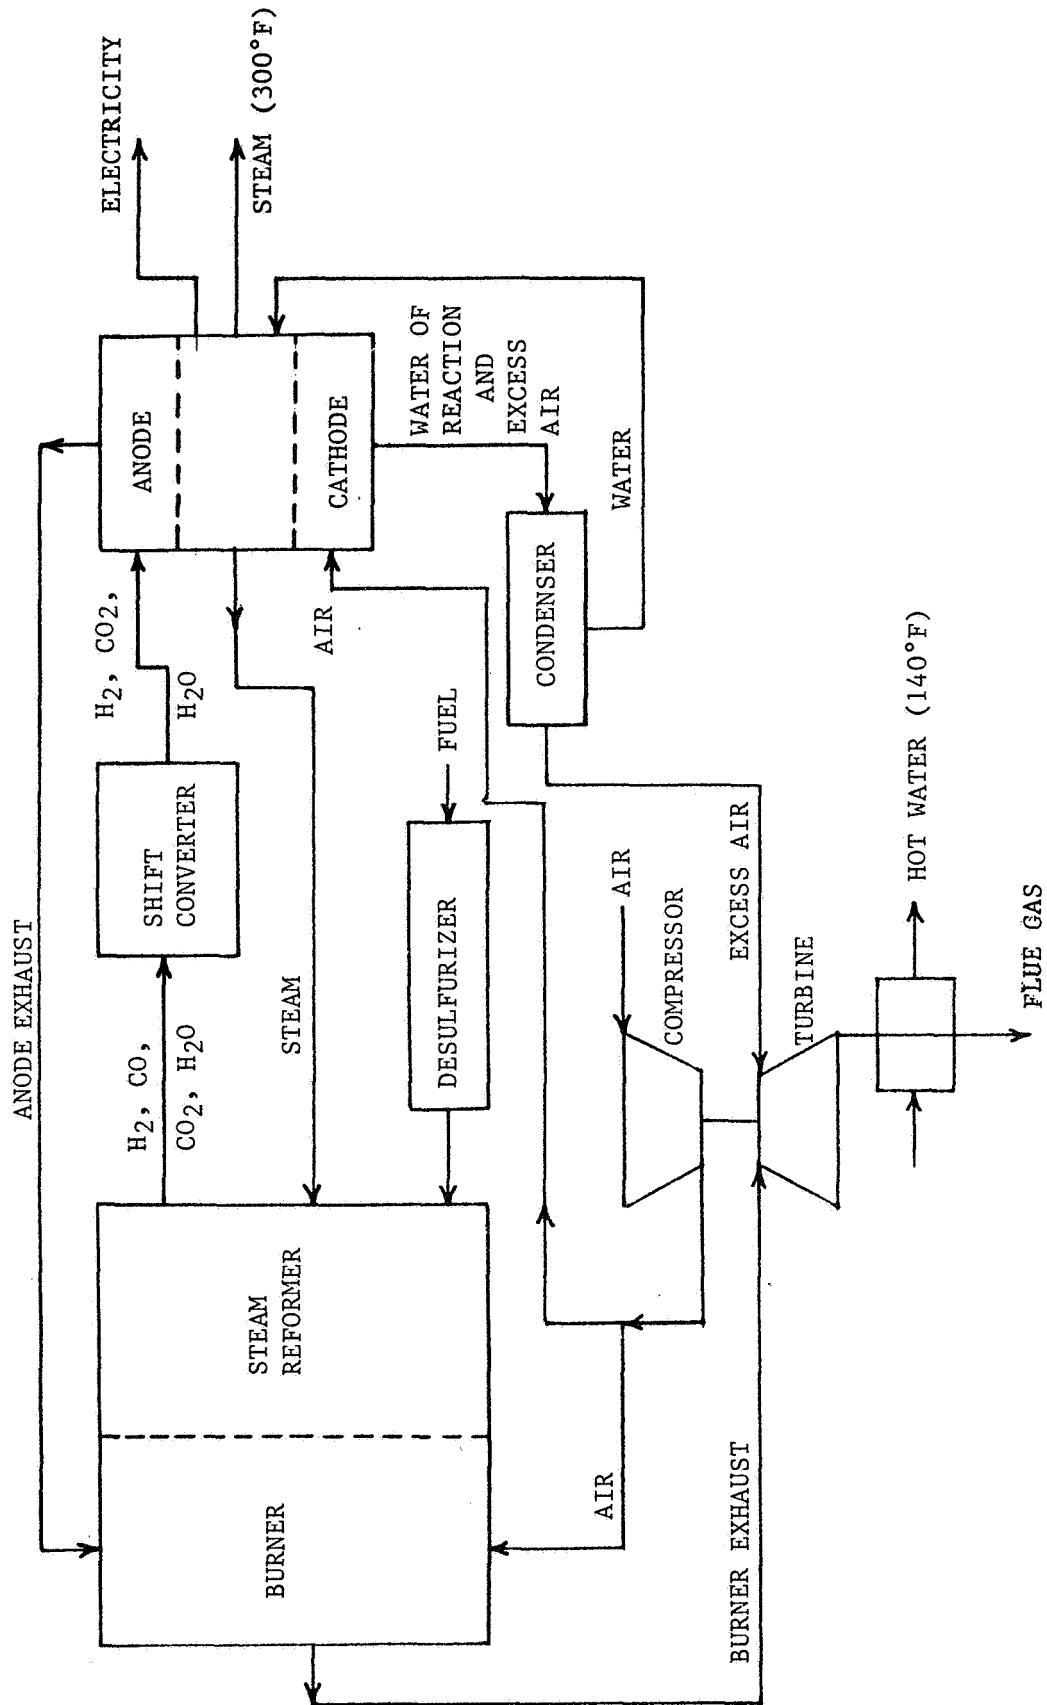 ELECTRICITY
STEAM (300°F)
ANODE EXHAUST
ANODE
CATHODE
H2, CO2,
H2O
SHIFT
CONVERTER
H2, CO,
CO2, H2O
STEAM
AIR
WATER OF
REACTION
AND
EXCESS
AIR
WATER
CONDENSER
FUEL
DESULFURIZER
STEAM
REFORMER
BURNER
AIR
COMPRESSOR
AIR
EXCESS AIR
TURBINE
BURNER EXHAUST
HOT WATER (140°F)
FLUE GAS